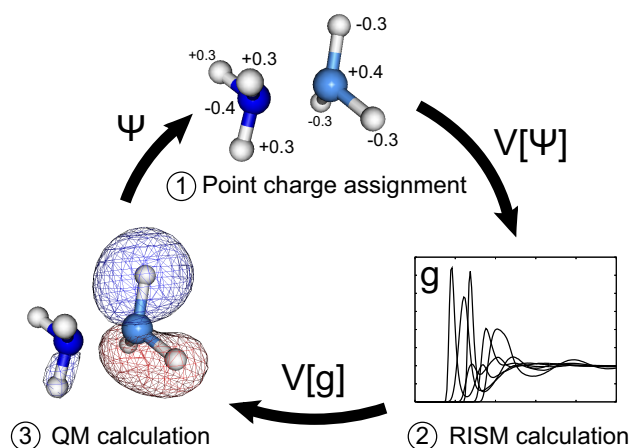 -0.3
+0.3
+0.3
+0.4
-0.4
-0.3
+0.3
-0.3
Ψ
V[Ψ]
① Point charge assignment
g
V[g]
③ QM calculation
② RISM calculation